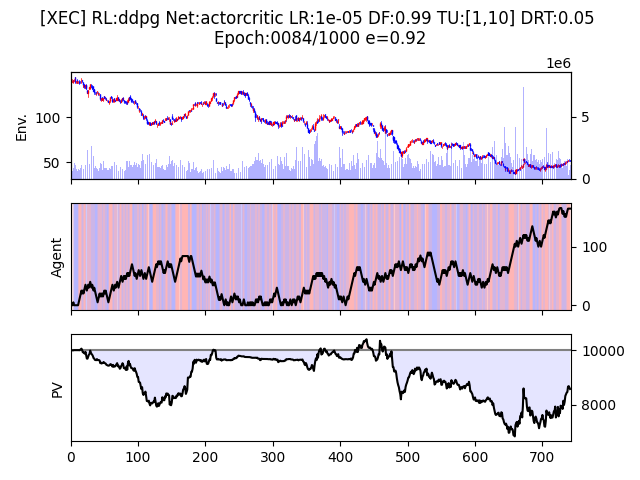 [XEC] RL:ddpg Net:actorcritic LR:1e-05 DF:0.99 TU:[1,10] DRT:0.05
Epoch:0084/1000 e=0.92
1e6
Env.
100
50
5
0
Agent
100
0
PV
10000
8000
0 100 200 300 400 500 600 700